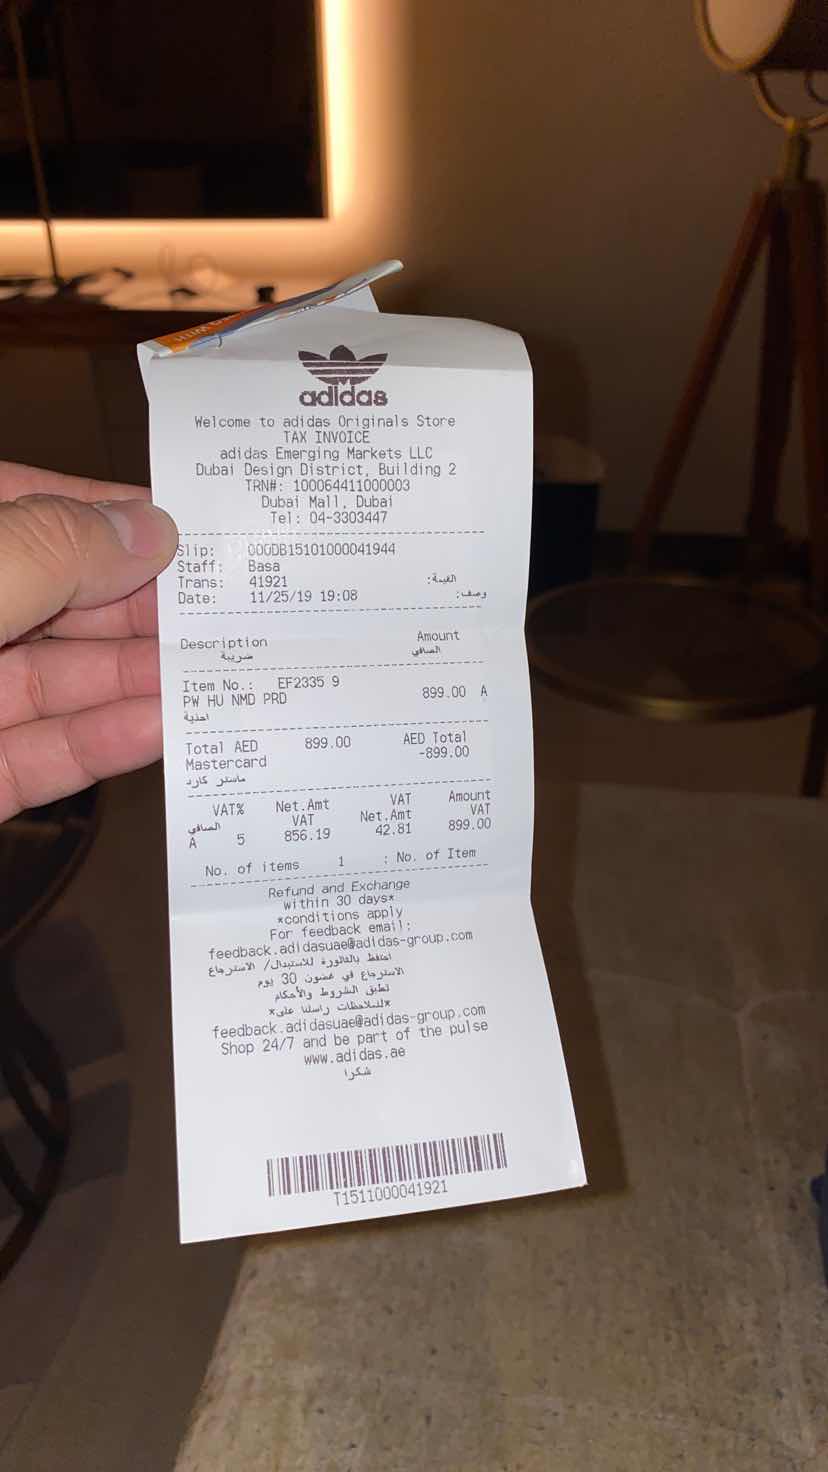 adidas
Welcome to adidas Originals Store
TAX INVOICE
adidas Emerging Markets LLC
Dubai Design District, Building 2
TRN#: 100064411000003
Dubai Mall, Dubai
Tel: 04-3303447
Slip: 000DB15101000041944
Staff: Basa
Trans: 41921 القيمة:
Date: 11/25/19 19:08 وصف:
Description Amount
ضريبة الصافي
Item No.: EF2335 9
PW HU NMD PRD 899.00 A
احذية
Total AED 899.00 AED Total
Mastercard -899.00
ماستر كارد
VAT% Net.Amt VAT Amount
الصافي VAT Net.Amt VAT
A 5 856.19 42.81 899.00
No. of items 1 : No. of Item
Refund and Exchange
within 30 days*
*conditions apply
For feedback email:
feedback.adidasuae@adidas-group.com
احتفظ بالفاتورة للاستبدال/ الاسترجاع
الاسترجاع في غضون 30 يوم
تطبق الشروط والأحكام
*للملاحظات راسلنا على*
feedback.adidasuae@adidas-group.com
Shop 24/7 and be part of the pulse
www.adidas.ae
شكرا
T1511000041921